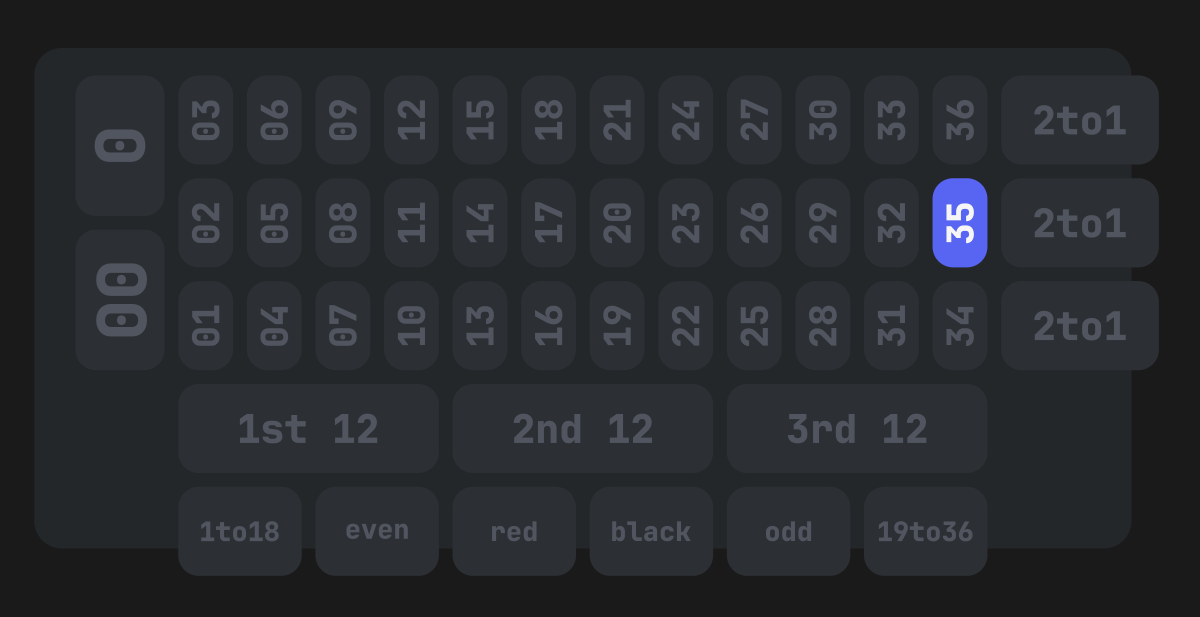 0 03 06 09 12 15 18 21 24 27 30 33 36 2to1
02 05 08 11 14 17 20 23 26 29 32 35 2to1
00 01 04 07 10 13 16 19 22 25 28 31 34 2to1
1st 12 2nd 12 3rd 12
1to18 even red black odd 19to36